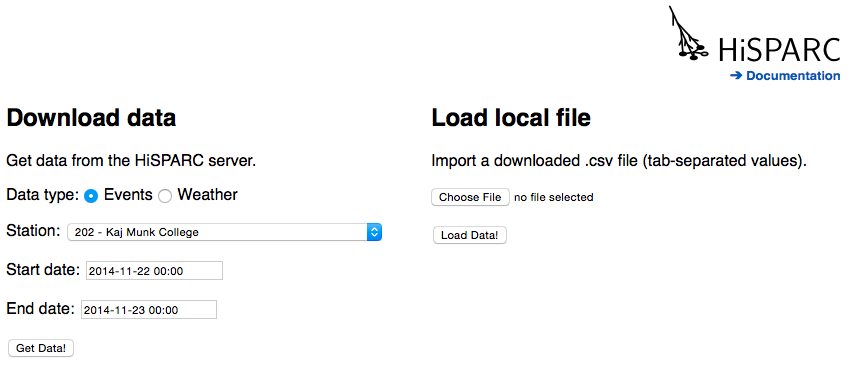 HiSPARC
➔ Documentation
Download data
Get data from the HiSPARC server.
Data type: Events Weather
Station: 202 - Kaj Munk College
Start date: 2014-11-22 00:00
End date: 2014-11-23 00:00
Get Data!
Load local file
Import a downloaded .csv file (tab-separated values).
Choose File no file selected
Load Data!